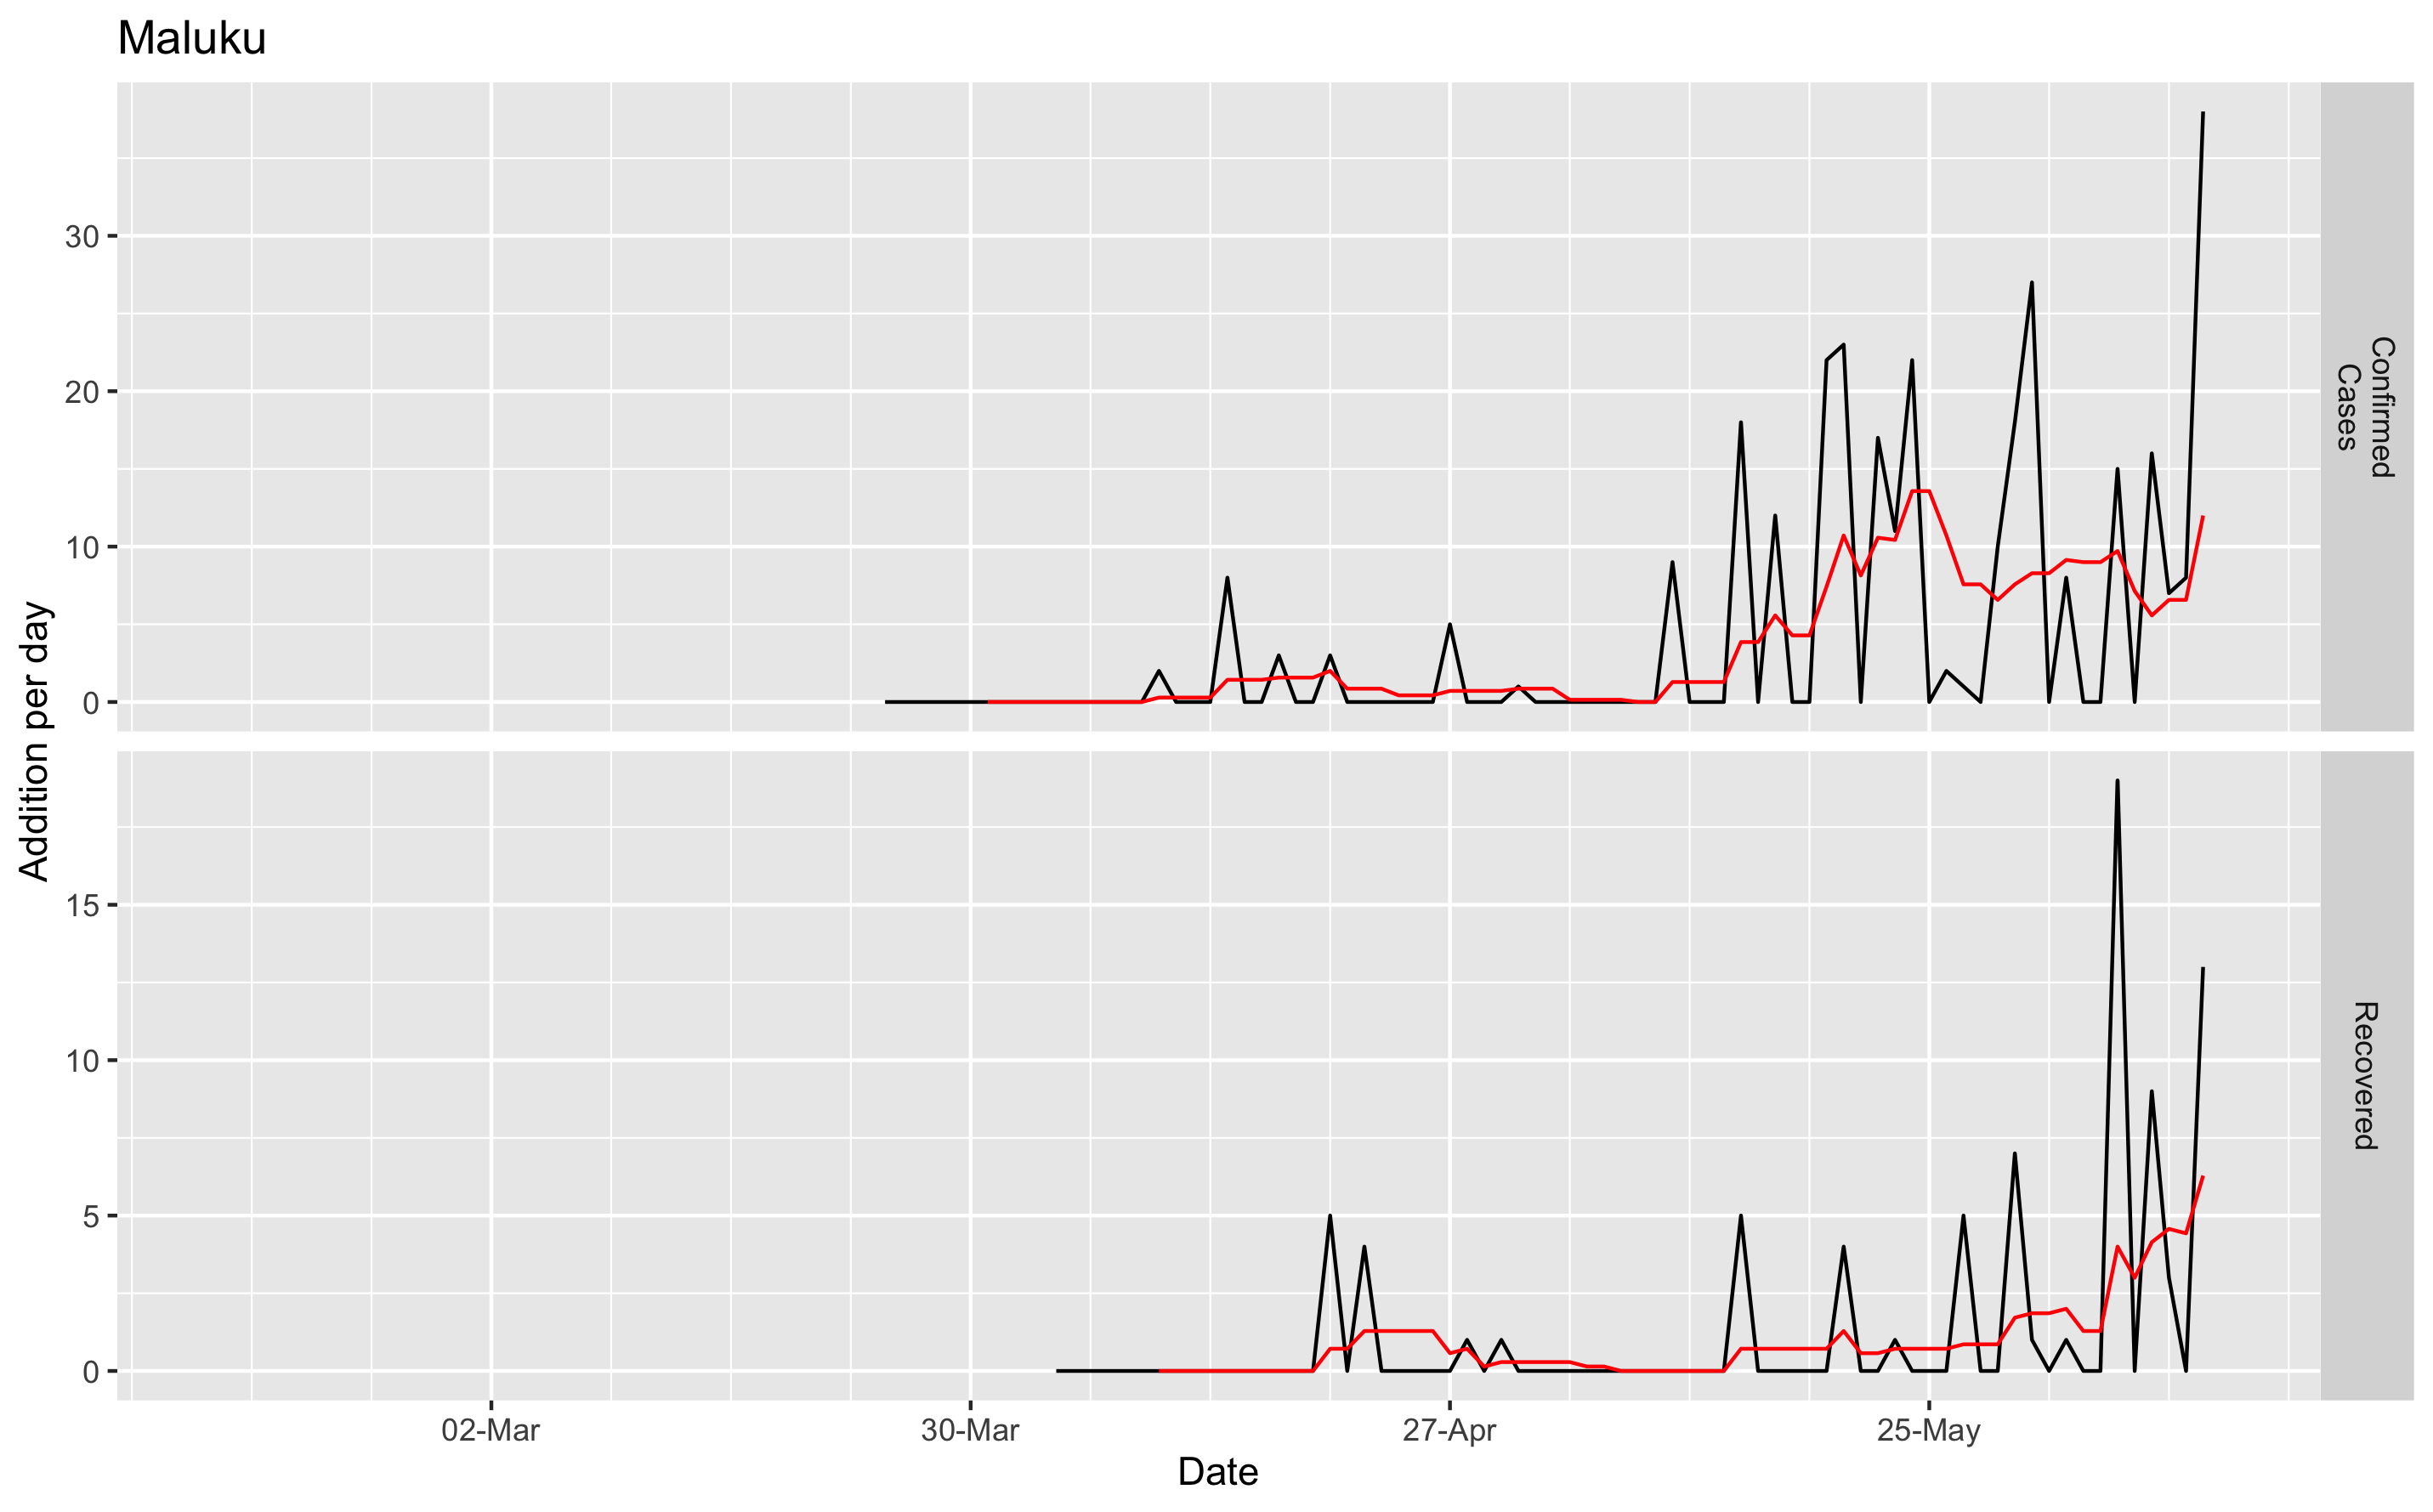 Maluku
Addition per day
30
20
10
0
Confirmed
Cases
15
10
5
0
Recovered
02-Mar
30-Mar
27-Apr
25-May
Date